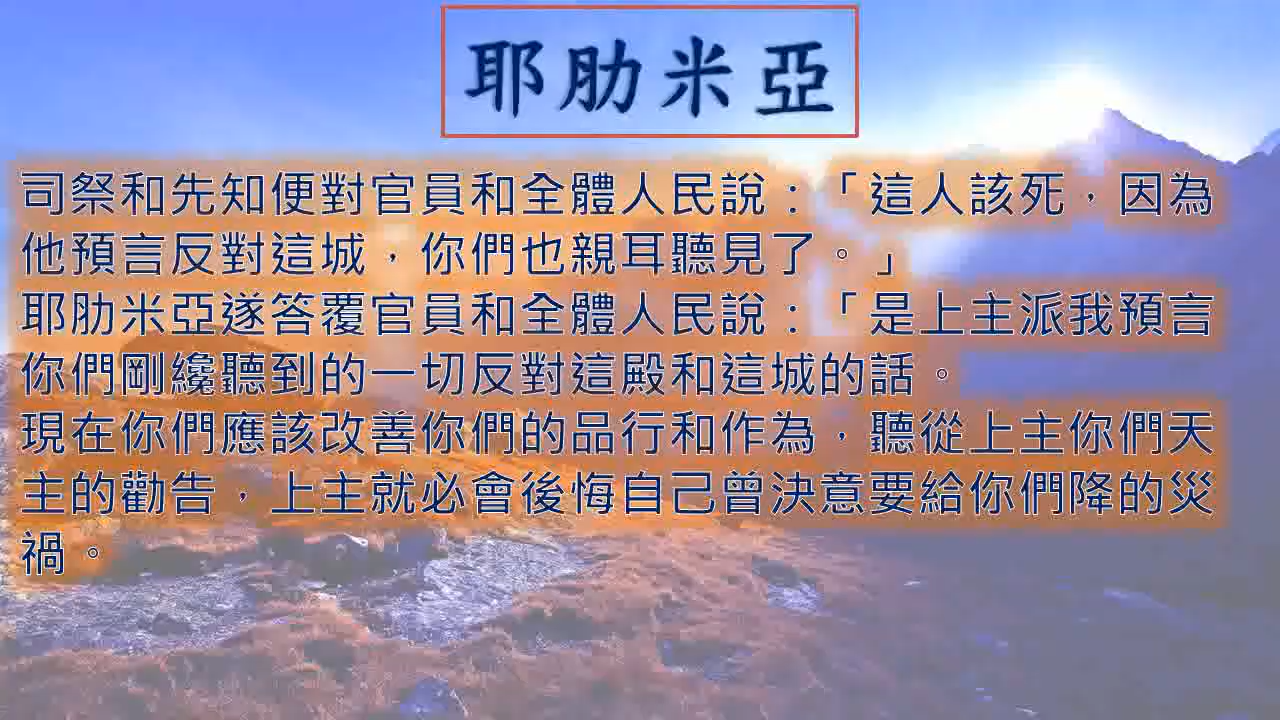 耶肋米亞
司祭和先知便對官員和全體人民說：「這人該死，因為
他預言反對這城，你們也親耳聽見了。」
耶肋米亞遂答覆官員和全體人民說：「是上主派我預言
你們剛纔聽到的一切反對這殿和這城的話。
現在你們應該改善你們的品行和作為，聽從上主你們天
主的勸告，上主就必會後悔自己曾決意要給你們降的災
禍。